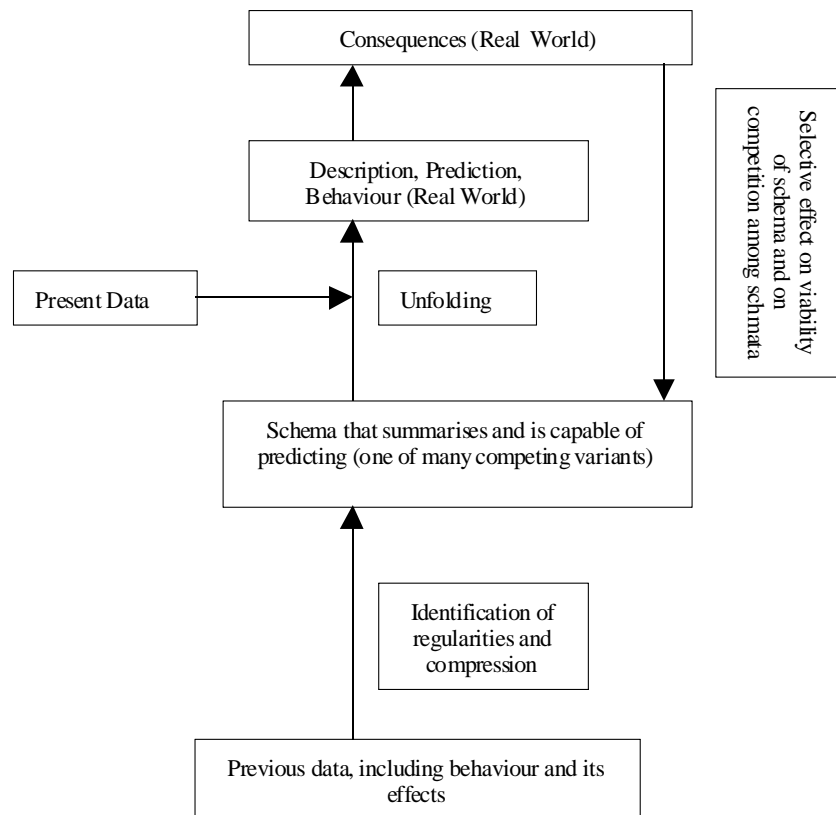 Consequences (Real World)
Description, Prediction,
Behaviour (Real World)
Present Data
Unfolding
Selective effect on viability
of schema and on
competition among schmata
Schema that summarises and is capable of
predicting (one of many competing variants)
Identification of
regularities and
compression
Previous data, including behaviour and its
effects